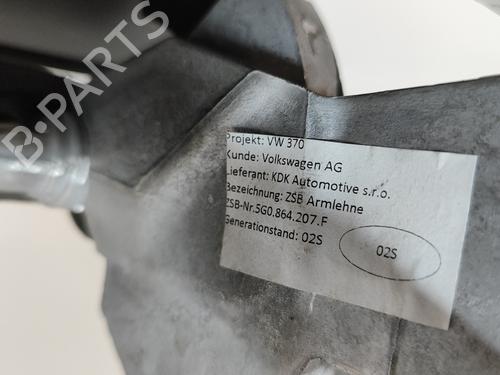 B-PARTS
Projekt: VW 370
Kunde: Volkswagen AG
Lieferant: KDK Automotive s.r.o.
Bezeichnung: ZSB Armlehne
ZSB-Nr.5G0.864.207.F
Generationstand: 02S
02S